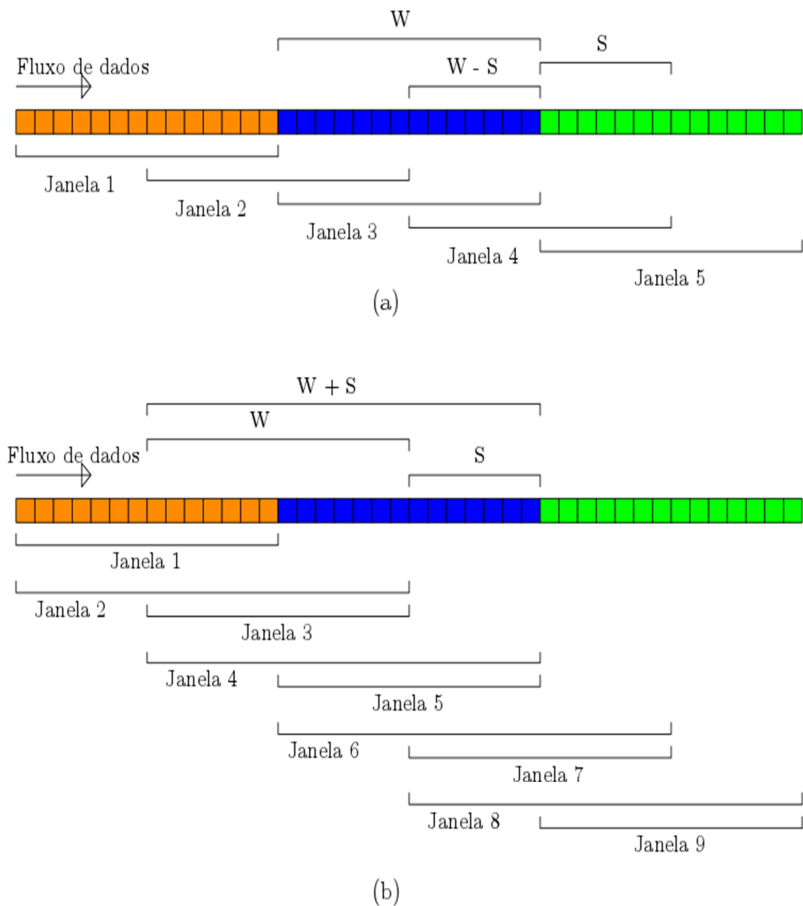 W
S
Fluxo de dados
W - S
Janela 1
Janela 2
Janela 3
Janela 4
Janela 5
(a)
W + S
W
Fluxo de dados
S
Janela 1
Janela 2
Janela 3
Janela 4
Janela 5
Janela 6
Janela 7
Janela 8
Janela 9
(b)